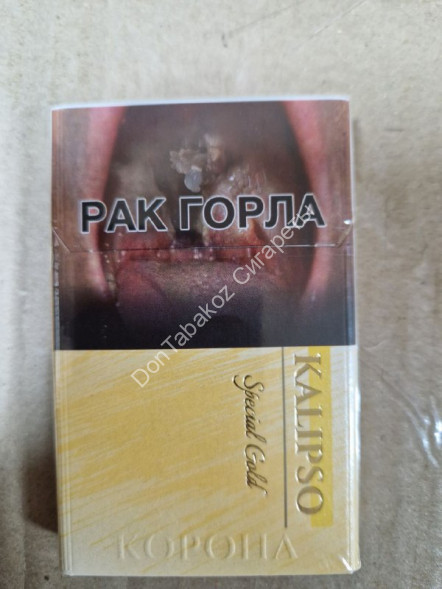 РАК ГОРЛА
DonTabakoz Сигареты
KALIPSO
Special Gold
КОРОНА